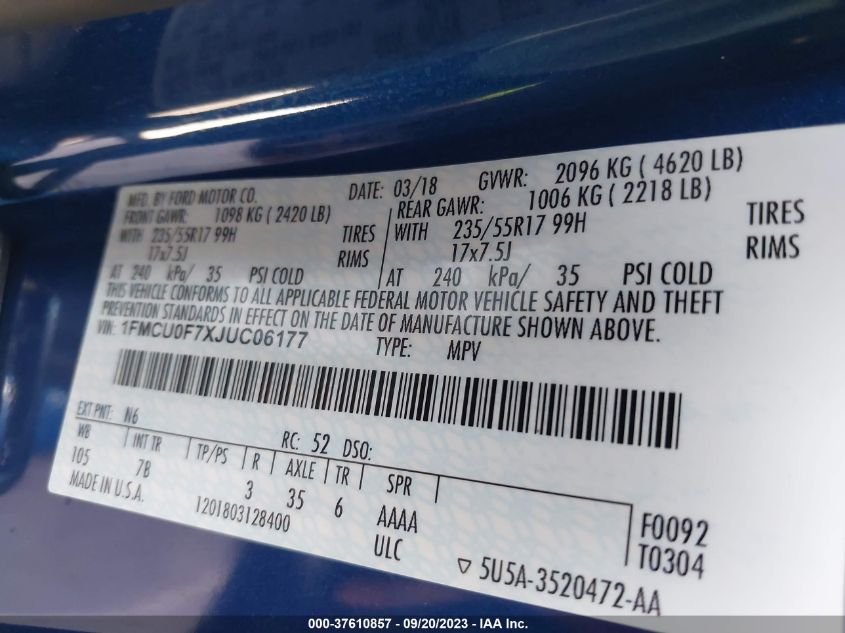 MFD. BY FORD MOTOR CO. DATE: 03/18 GVWR: 2096 KG ( 4620 LB)
FRONT GAWR: 1098 KG ( 2420 LB) REAR GAWR: 1006 KG ( 2218 LB)
WITH 235/55R17 99H TIRES WITH 235/55R17 99H TIRES
17x7.5J RIMS 17x7.5J RIMS
AT 240 kPa/ 35 PSI COLD AT 240 kPa/ 35 PSI COLD
THIS VEHICLE CONFORMS TO ALL APPLICABLE FEDERAL MOTOR VEHICLE SAFETY AND THEFT
PREVENTION STANDARDS IN EFFECT ON THE DATE OF MANUFACTURE SHOWN ABOVE.
VIN: 1FMCU0F7XJUC06177 TYPE: MPV
EXT PNT: N6 RC: 52 DSO:
WB INT TR TP/PS R AXLE TR SPR
105 7B 3 35 6 AAAA
MADE IN U.S.A. 1201803128400 ULC
F0092
T0304
▽ 5U5A-3520472-AA
000-37610857 - 09/20/2023 - IAA Inc.